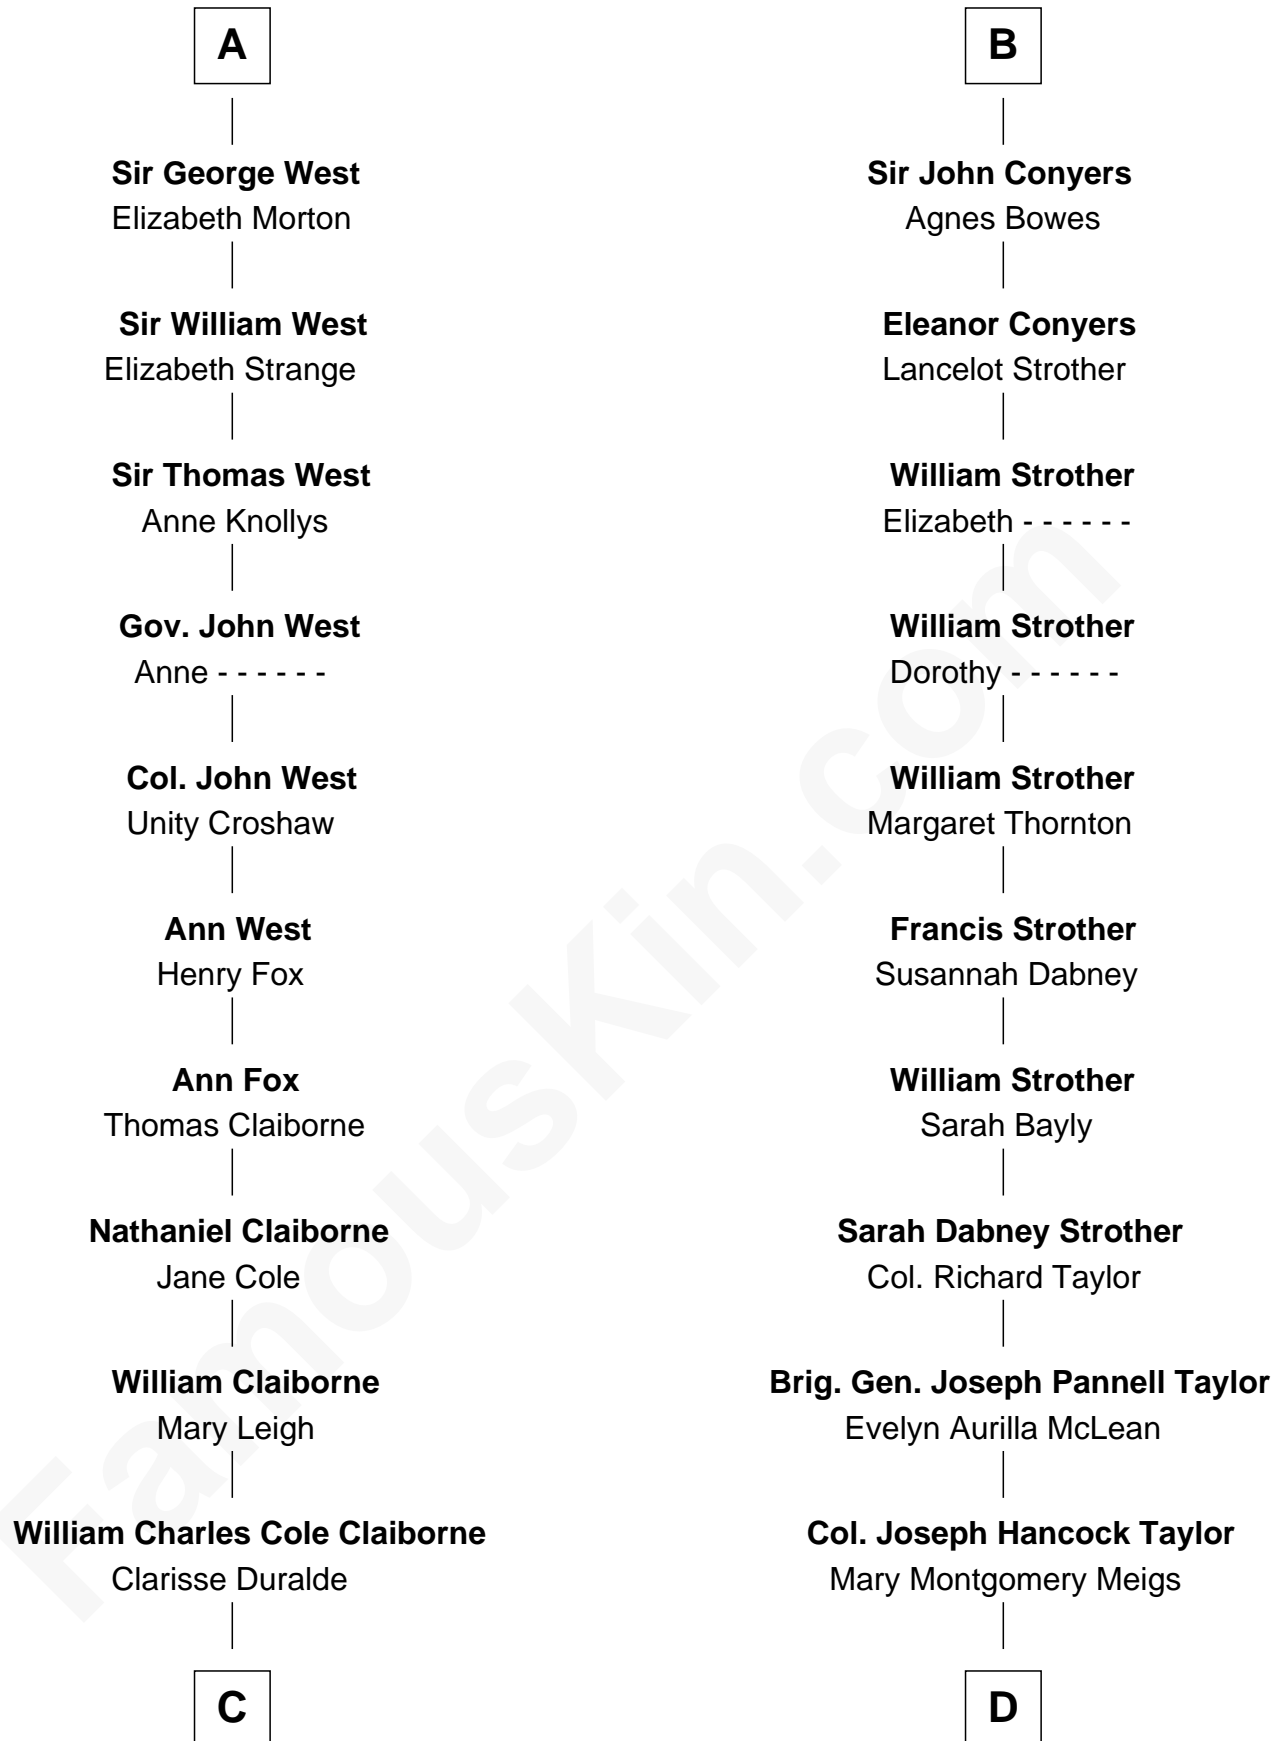 A
Sir George West
Elizabeth Morton
Sir William West
Elizabeth Strange
Sir Thomas West
Anne Knollys
Gov. John West
Anne - - - - - -
Col. John West
Unity Croshaw
Ann West
Henry Fox
Ann Fox
Thomas Claiborne
Nathaniel Claiborne
Jane Cole
William Claiborne
Mary Leigh
William Charles Cole Claiborne
Clarisse Duralde
C
B
Sir John Conyers
Agnes Bowes
Eleanor Conyers
Lancelot Strother
William Strother
Elizabeth - - - - - -
William Strother
Dorothy - - - - - -
William Strother
Margaret Thornton
Francis Strother
Susannah Dabney
William Strother
Sarah Bayly
Sarah Dabney Strother
Col. Richard Taylor
Brig. Gen. Joseph Pannell Taylor
Evelyn Aurilla McLean
Col. Joseph Hancock Taylor
Mary Montgomery Meigs
D
FamousKin.com